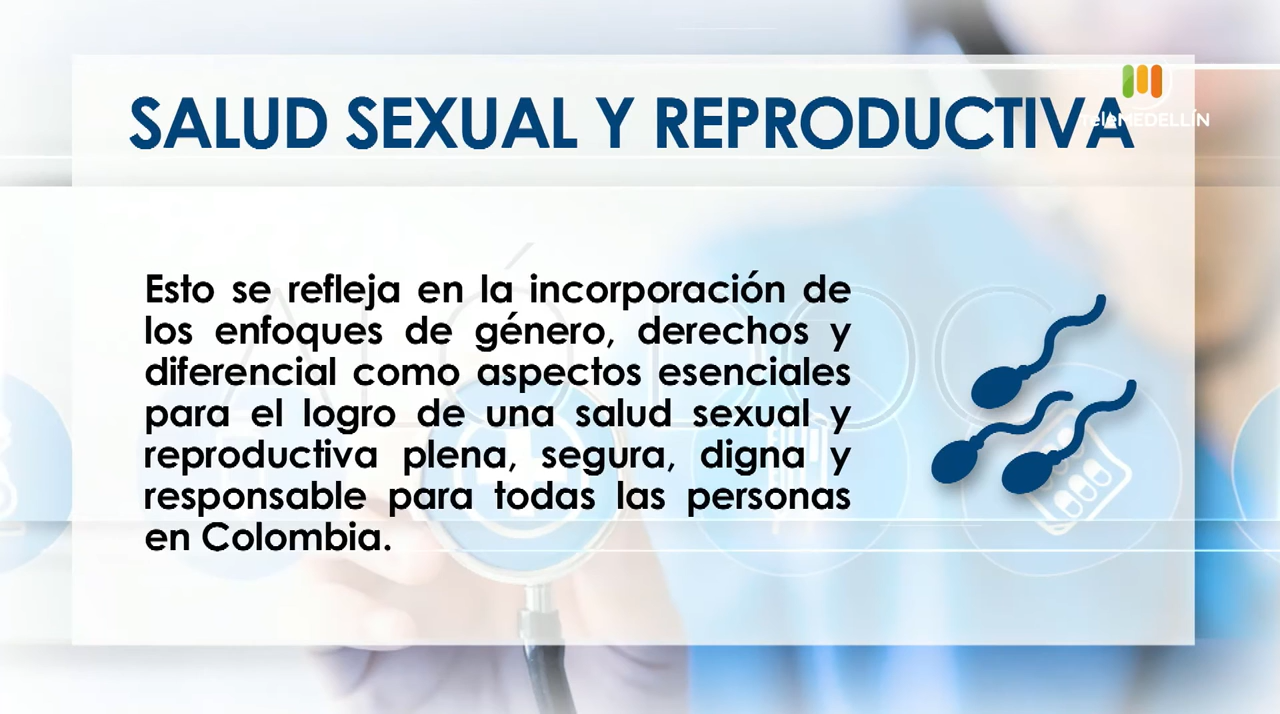 SALUD SEXUAL Y REPRODUCTIVA
teleMEDELLÍN
Esto se refleja en la incorporación de
los enfoques de género, derechos y
diferencial como aspectos esenciales
para el logro de una salud sexual y
reproductiva plena, segura, digna y
responsable para todas las personas
en Colombia.